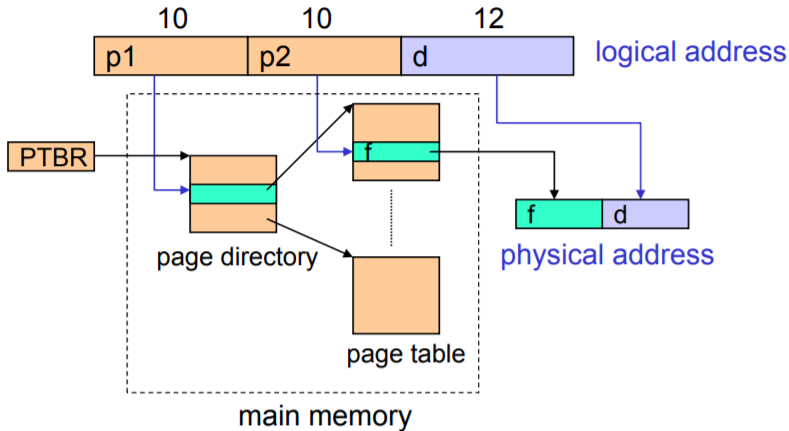 10 10 12
p1 p2 d logical address
PTBR
f
f d
page directory
physical address
page table
main memory